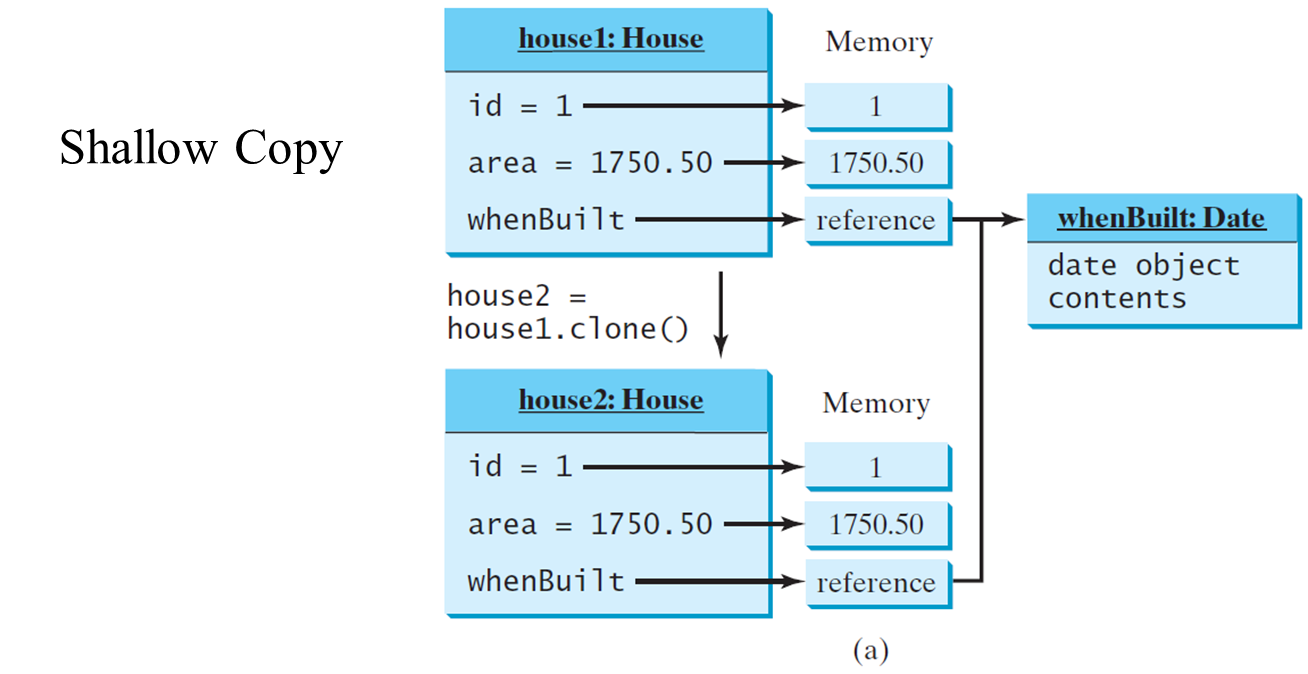 Shallow Copy
house1: House
id = 1
area = 1750.50
whenBuilt
Memory
1
1750.50
reference
whenBuilt: Date
date object
contents
house2 =
house1.clone()
house2: House
id = 1
area = 1750.50
whenBuilt
Memory
1
1750.50
reference
(a)